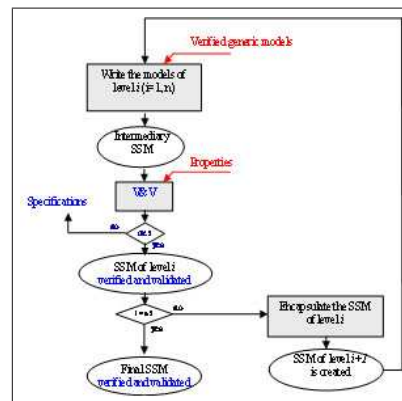 Verified generic models
Write the models of
level i (i=1, n)
Intermediary
SSM
Properties
V&V
Specifications
no
yes
SSM of level i
verified and validated
no
yes
Encapsulate the SSM
of level i
Final SSM
verified and validated
SSM of level i+1
is created